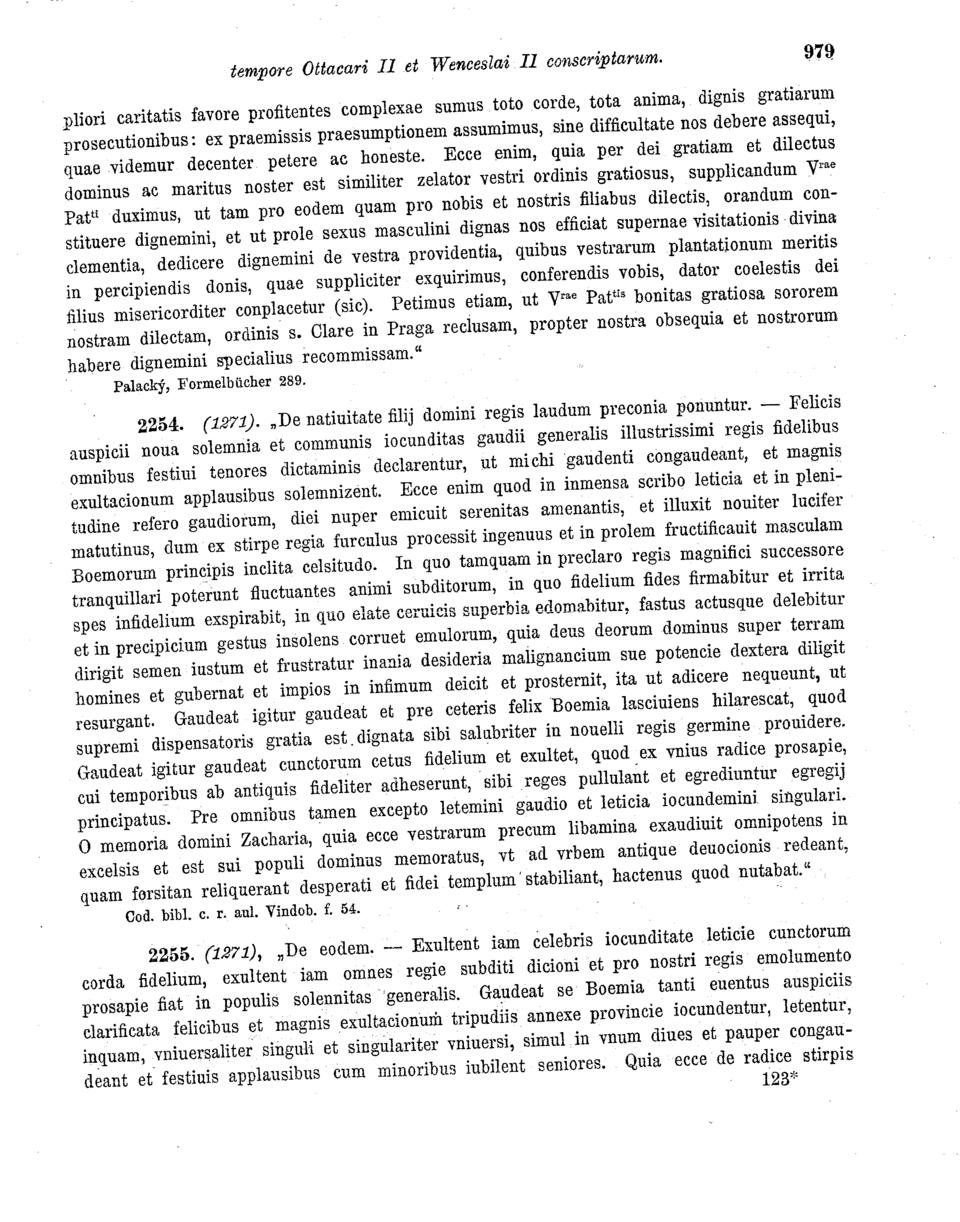 tempore Ottacari II et Wenceslai II conscriptarum.
979
pliori caritatis favore profitentes complexae sumus toto corde, tota anima, dignis gratiarum
prosecutionibus: ex praemissis praesumptionem assumimus, sine difficultate nos debere assequi,
quae videmur decenter petere ac honeste. Ecce enim, quia per dei gratiam et dilectus
dominus ac maritus noster est similiter zelator vestri ordinis gratiosus, supplicandum Vrae
Pattî duximus, ut tam pro eodem quam pro nobis et nostris filiabus dilectis, orandum con-
stituere dignemini, et ut prole sexus masculini dignas nos efficiat supernae visitationis divina
clementia, dedicere dignemini de vestra providentia, quibus vestrarum plantationum meritis
in percipiendis donis, quae suppliciter exquirimus, conferendis vobis, dator coelestis dei
filius misericorditer conplacetur (sic). Petimus etiam, ut Vrae Pattis bonitas gratiosa sororem
nostram dilectam, ordinis s. Clare in Praga reclusam, propter nostra obsequia et nostrorum
habere dignemini specialius recommissam.“
Palacký, Formelbücher 289.
2254. (1271). „De natiuitate filij domini regis laudum preconia ponuntur. — Felicis
auspicii noua solemnia et communis iocunditas gaudii generalis illustrissimi regis fidelibus
omnibus festiui tenores dictaminis declarentur, ut michi gaudenti congaudeant, et magnis
exultacionum applausibus solemnizent. Ecce enim quod in inmensa scribo leticia et in pleni-
tudine refero gaudiorum, diei nuper emicuit serenitas amenantis, et illuxit nouiter lucifer
matutinus, dum ex stirpe regia furculus processit ingenuus et in prolem fructificauit masculam
Boemorum principis inclita celsitudo. In quo tamquam in preclaro regis magnifici successore
tranquillari poterunt fluctuantes animi subditorum, in quo fidelium fides firmabitur et irrita
spes infidelium exspirabit, in quo elate ceruicis superbia edomabitur, fastus actusque delebitur
et in precipicium gestus insolens corruet emulorum, quia deus deorum dominus super terram
dirigit semen iustum et frustratur inania desideria malignancium sue potencie dextera diligit
homines et gubernat et impios in infimum deicit et prosternit, ita ut adicere nequeunt, ut
resurgant. Gaudeat igitur gaudeat et pre ceteris felix Boemia lasciuiens hilarescat, quod
supremi dispensatoris gratia est dignata sibi salubriter in nouelli regis germine prouidere.
Gaudeat igitur gaudeat cunctorum cetus fidelium et exultet, quod ex vnius radice prosapie,
cui temporibus ab antiquis fideliter adheserunt, sibi reges pullulant et egrediuntur egregij
principatus. Pre omnibus tamen excepto letemini gaudio et leticia iocundemini singulari.
O memoria domini Zacharia, quia ecce vestrarum precum libamina exaudiuit omnipotens in
excelsis et est sui populi dominus memoratus, vt ad vrbem antique deuocionis redeant,
quam forsitan reliquerant desperati et fidei templum stabiliant, hactenus quod nutabat.“
Cod. bibl. c. r. aul. Vindob. f. 54.
2255. (1271), „De eodem. — Exultent iam celebris iocunditate leticie cunctorum
corda fidelium, exultent iam omnes regie subditi dicioni et pro nostri regis emolumento
prosapie fiat in populis solennitas generalis. Gaudeat se Boemia tanti euentus auspiciis
clarificata felicibus et magnis exultacionum tripudiis annexe provincie iocundentur, letentur,
inquam, vniuersaliter singuli et singulariter vniuersi, simul in vnum diues et pauper congau-
deant et festiuis applausibus cum minoribus iubilent seniores. Quia ecce de radice stirpis
123*